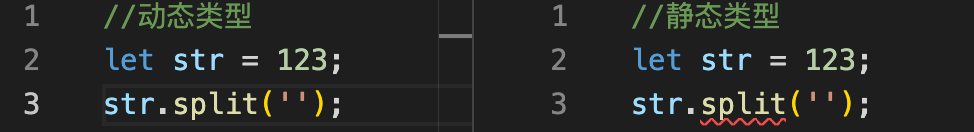 1 //动态类型
2 let str = 123;
3 str.split('');
1 //静态类型
2 let str = 123;
3 str.split('');